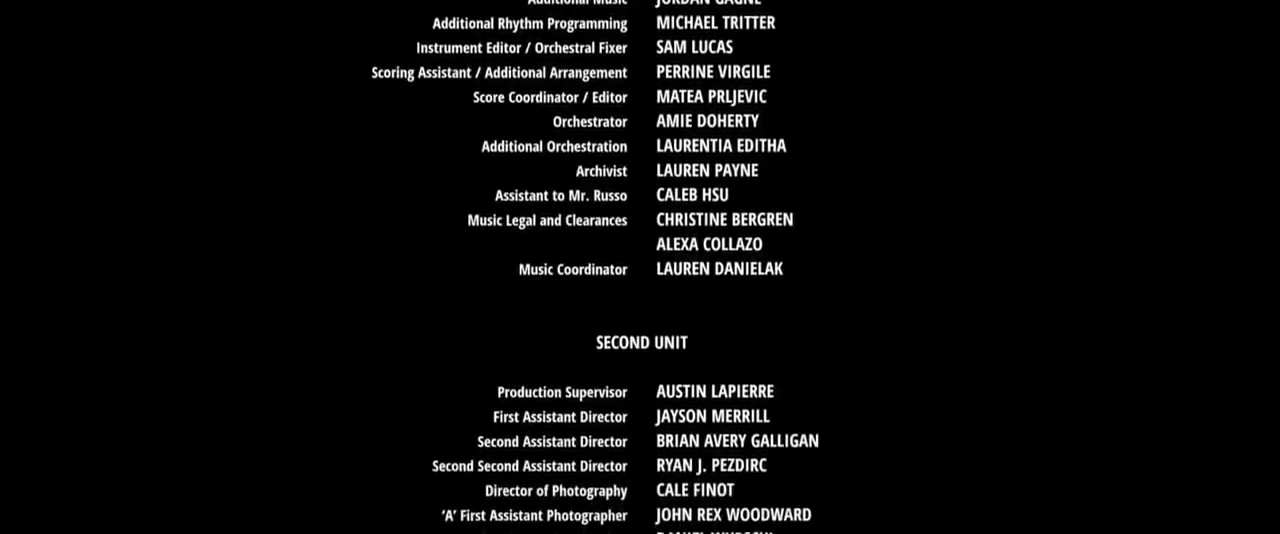 Additional Music JORDAN GAGNE
Additional Rhythm Programming MICHAEL TRITTER
Instrument Editor / Orchestral Fixer SAM LUCAS
Scoring Assistant / Additional Arrangement PERRINE VIRGILE
Score Coordinator / Editor MATEA PRLJEVIC
Orchestrator AMIE DOHERTY
Additional Orchestration LAURENTIA EDITHA
Archivist LAUREN PAYNE
Assistant to Mr. Russo CALEB HSU
Music Legal and Clearances CHRISTINE BERGREN
ALEXA COLLAZO
Music Coordinator LAUREN DANIELAK
SECOND UNIT
Production Supervisor AUSTIN LAPIERRE
First Assistant Director JAYSON MERRILL
Second Assistant Director BRIAN AVERY GALLIGAN
Second Second Assistant Director RYAN J. PEZDIRC
Director of Photography CALE FINOT
‘A’ First Assistant Photographer JOHN REX WOODWARD